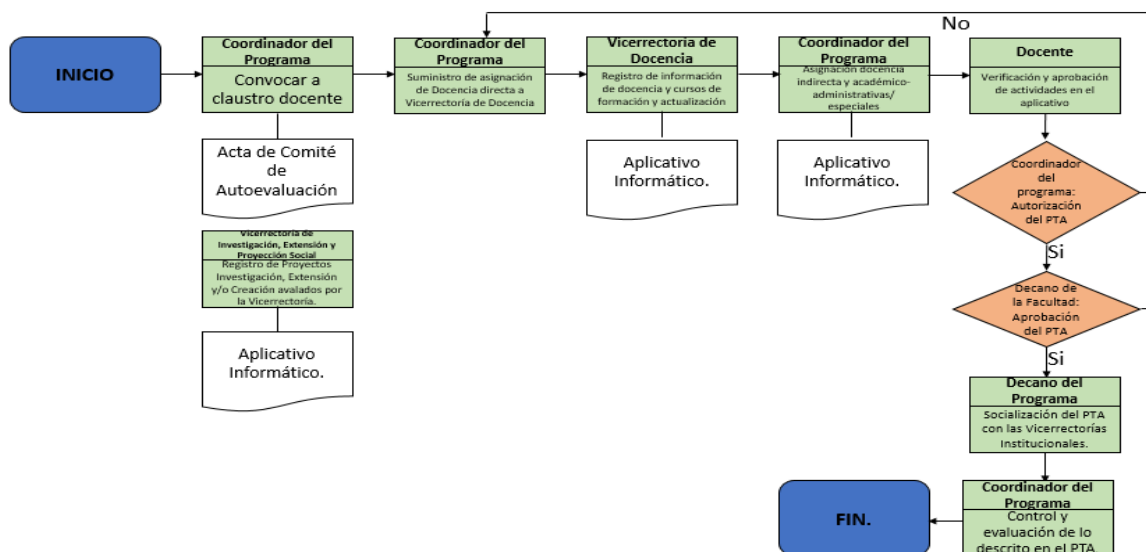 No
INICIO
Coordinador del
Programa
Convocar a
claustro docente
Coordinador del
Programa
Suministro de asignación
de Docencia directa a
Vicerrectoría de Docencia
Vicerrectoria de
Docencia
Registro de información
de docencia y cursos de
formación y actualización
Coordinador del
Programa
Asignación docencia
indirecta y académico-
administrativas/
especiales
Docente
Verificación y aprobación
de actividades en el
aplicativo
Acta de Comité
de
Autoevaluación
Aplicativo
Informático.
Aplicativo
Informático.
Coordinador
del
programa:
Autorización
del PTA
Si
Vicerrectoría de
Investigación, Extensión y
Proyección Social
Registro de Proyectos
Investigación, Extensión
y/o Creación avalados por
la Vicerrectoría.
Decano de
la Facultad:
Aprobación
del PTA
Si
Aplicativo
Informático.
Decano del
Programa
Socialización del PTA
con las Vicerrectorías
Institucionales.
Coordinador del
Programa
Control y
evaluación de lo
descrito en el PTA
FIN.